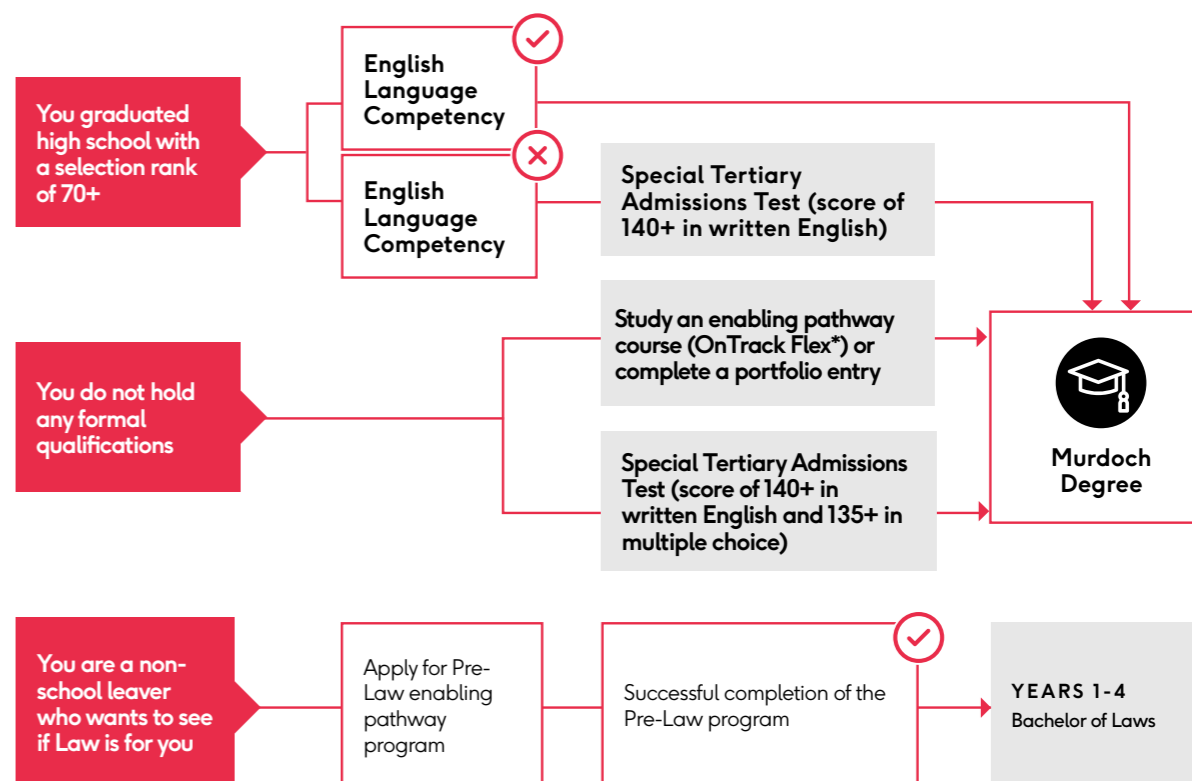 You graduated
high school with
a selection rank
of 70+
English
Language
Competency
English
Language
Competency
Special Tertiary
Admissions Test (score of
140+ in written English)
You do not hold
any formal
qualifications
Study an enabling pathway
course (OnTrack Flex*) or
complete a portfolio entry
Special Tertiary Admissions
Test (score of 140+ in
written English and 135+ in
multiple choice)
Murdoch
Degree
You are a non-
school leaver
who wants to see
if Law is for you
Apply for Pre-
Law enabling
pathway
program
Successful completion of the
Pre-Law program
YEARS 1-4
Bachelor of Laws